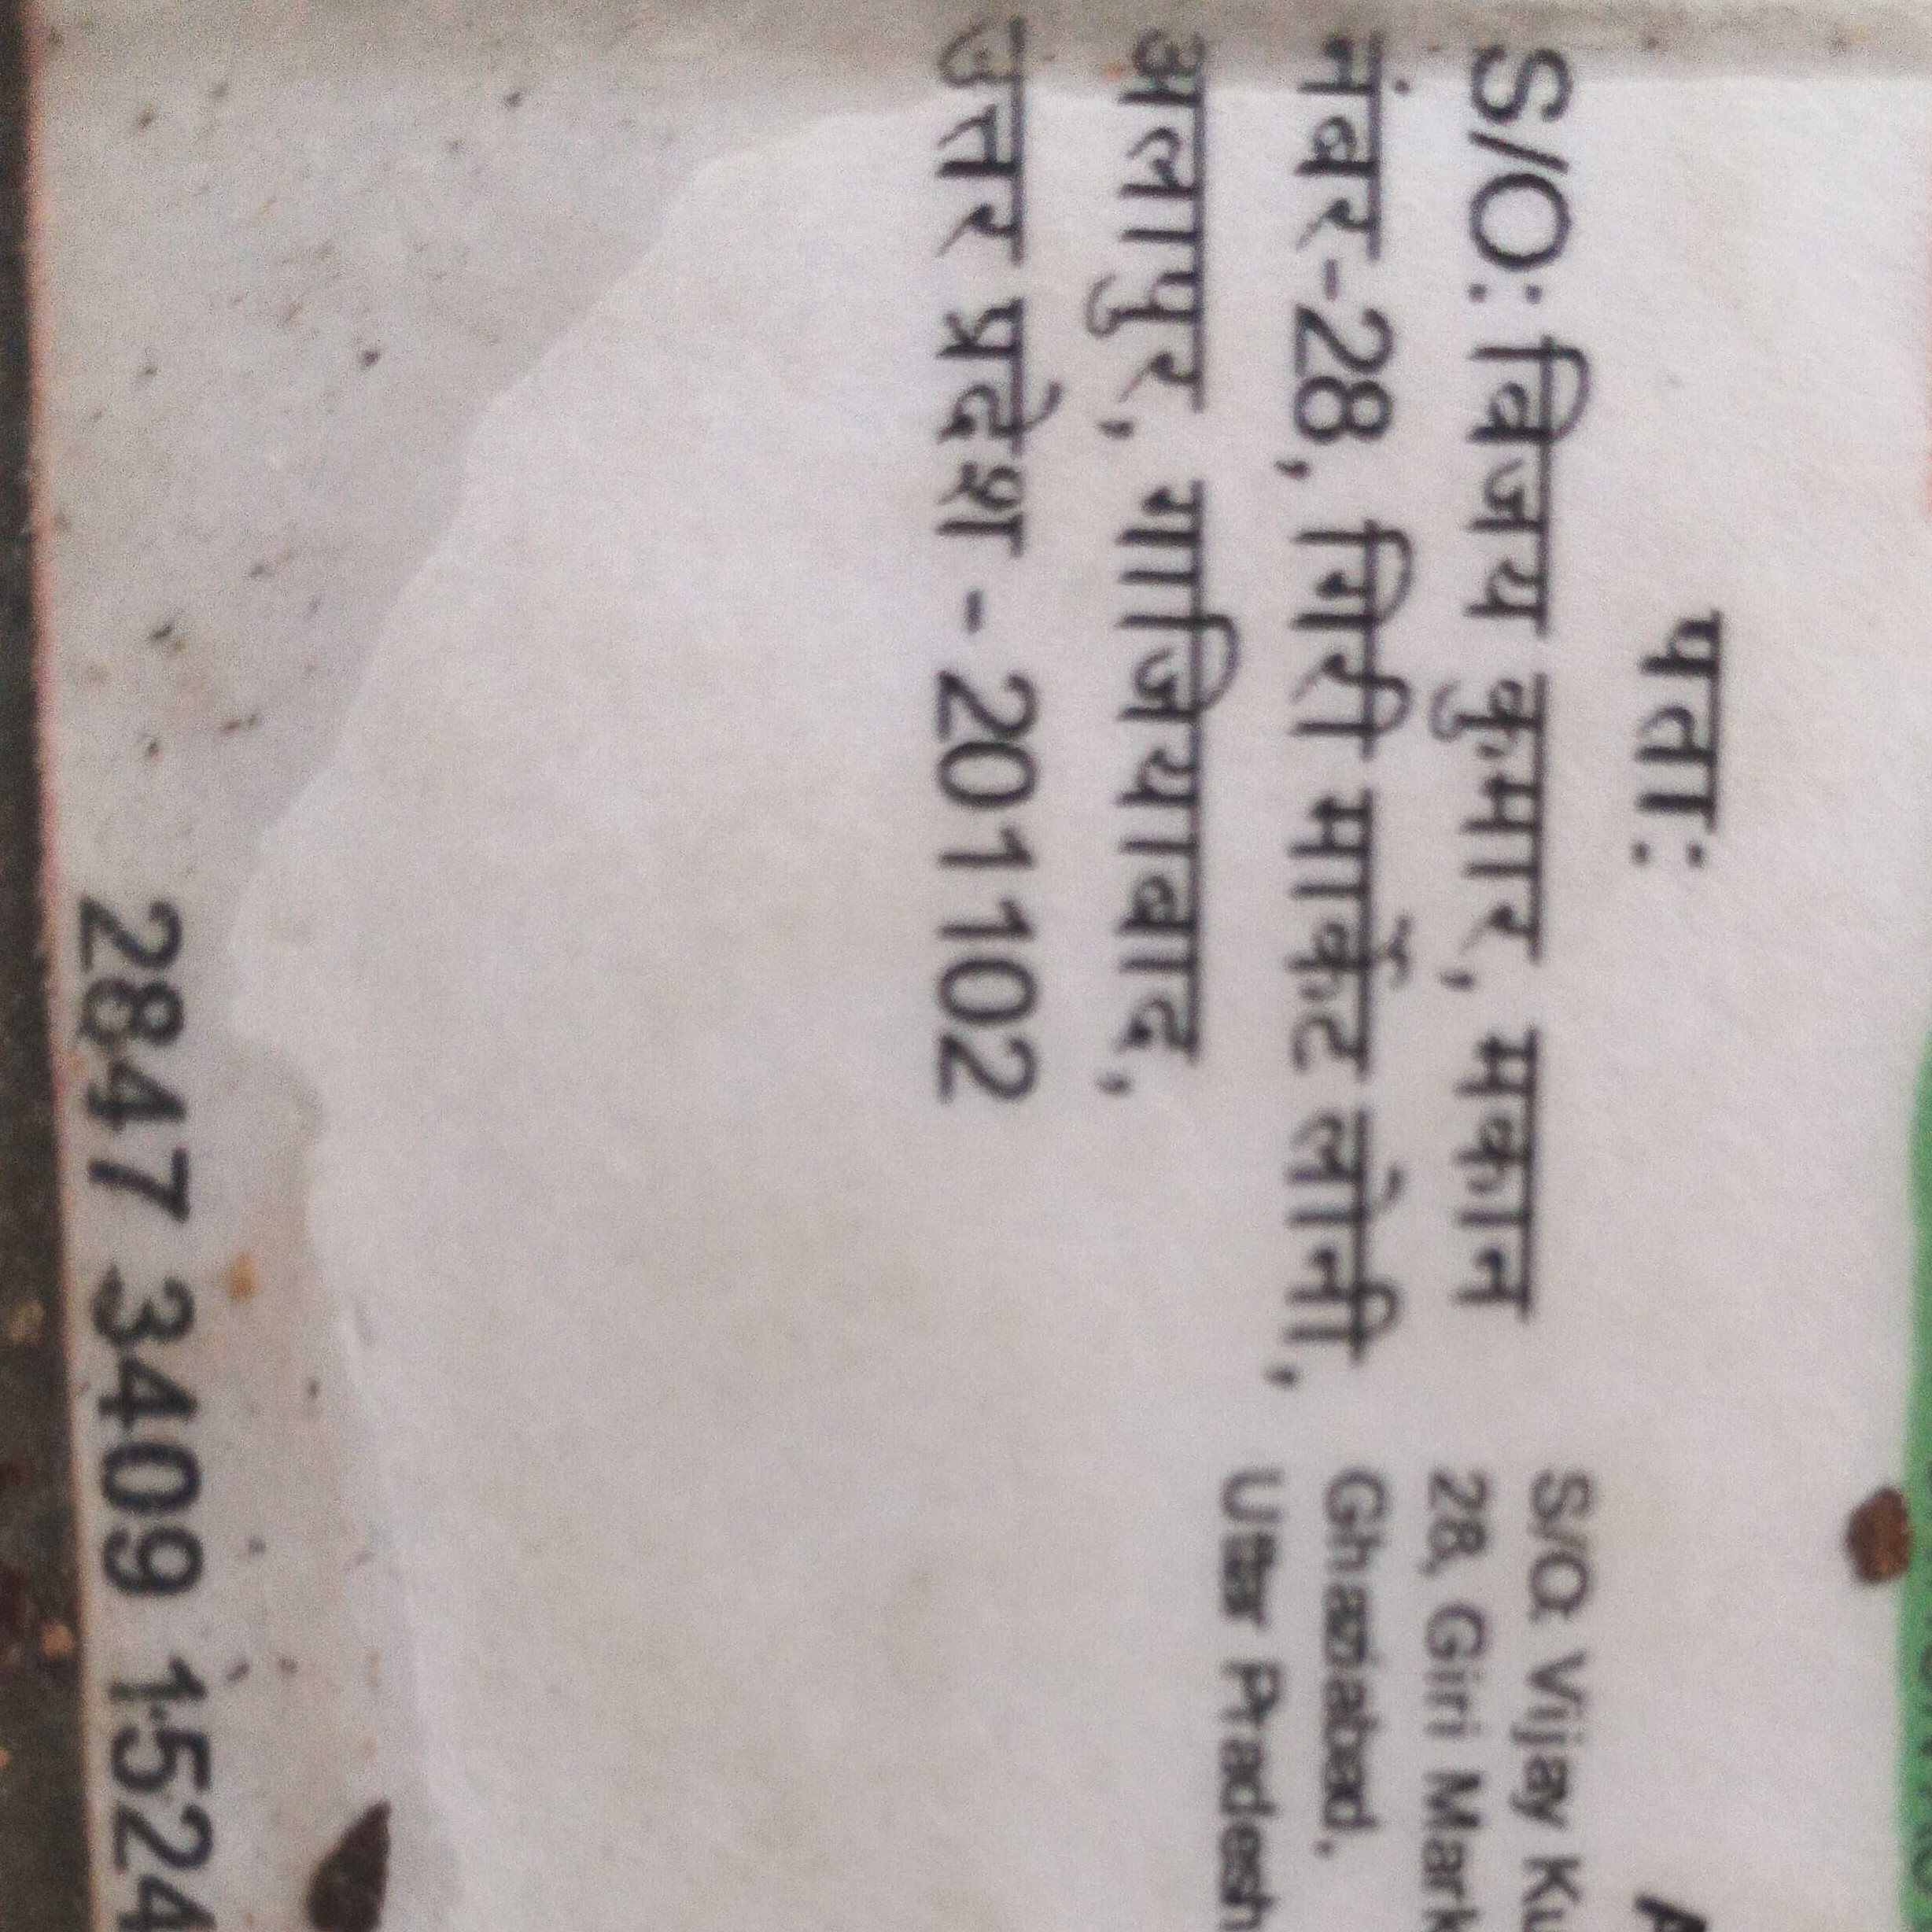 पता:
S/O: विजय कुमार, मकान
नंबर-28, गिरी मार्केट लोनी,
अलापुर, गाजियाबाद,
उत्तर प्रदेश - 201102
S/O: Vijay Ku
28, Giri Mark
Ghaziabad,
Uttar Pradesh
2847 3409 1524